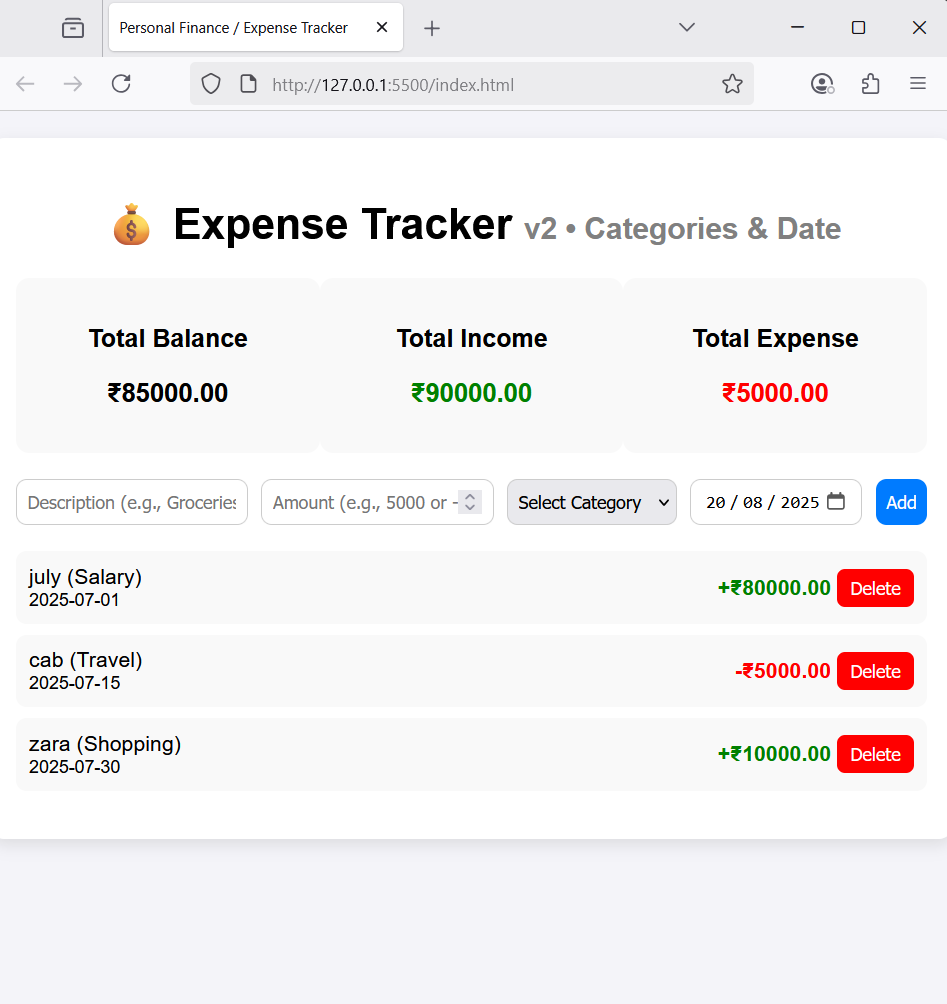 Personal Finance / Expense Tracker
http://127.0.0.1:5500/index.html
💰 Expense Tracker v2 • Categories & Date
Total Balance Total Income Total Expense
₹85000.00 ₹90000.00 ₹5000.00
Description (e.g., Groceries Amount (e.g., 5000 or - Select Category 20 / 08 / 2025 Add
july (Salary)
2025-07-01
+₹80000.00 Delete
cab (Travel)
2025-07-15
-₹5000.00 Delete
zara (Shopping)
2025-07-30
+₹10000.00 Delete